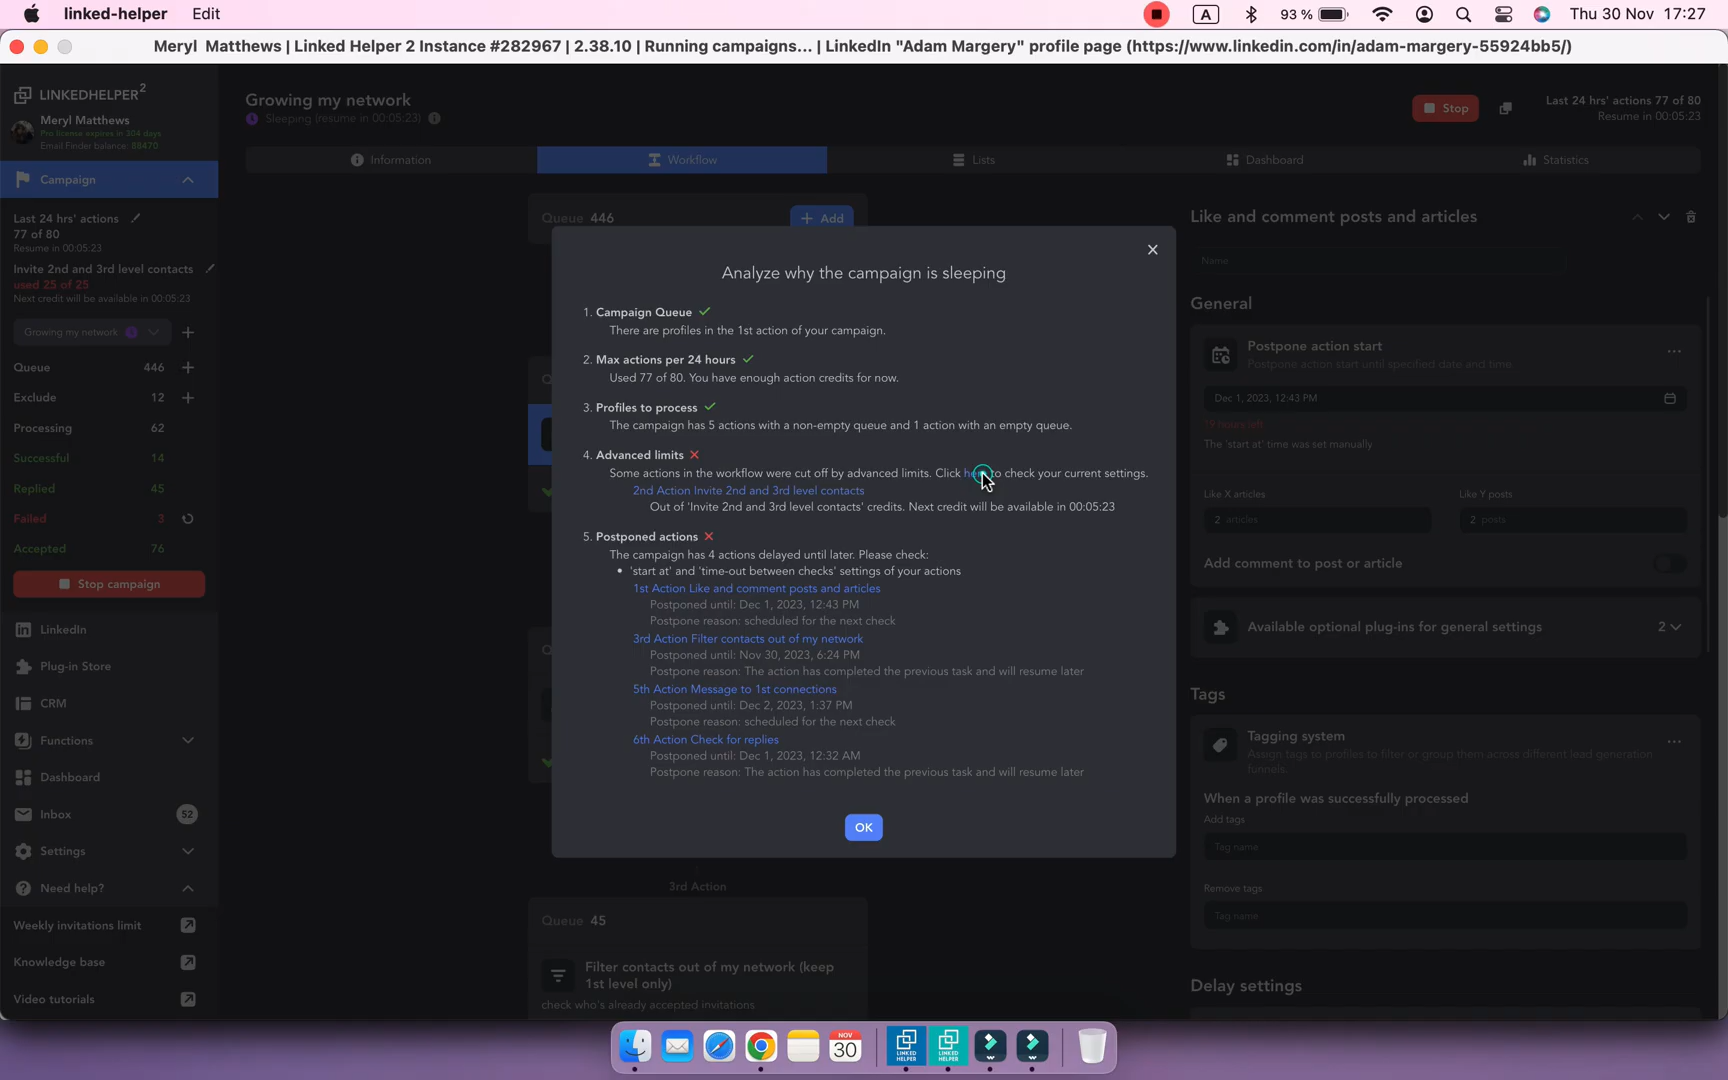 linked-helper Edit
A 93 % Thu 30 Nov 17:27
Meryl Matthews | Linked Helper 2 Instance #282967 | 2.38.10 | Running campaigns... | LinkedIn "Adam Margery" profile page (https://www.linkedin.com/in/adam-margery-55924bb5/)
LINKEDHELPER2
Meryl Matthews
Pro license expires in 304 days
Email Finder balance: 88470
Campaign
Last 24 hrs' actions
77 of 80
Resume in 00:05:23
Invite 2nd and 3rd level contacts
used 25 of 25
Next credit will be available in 00:05:23
Growing my network
Queue 446
Exclude 12
Processing 62
Successful 14
Replied 45
Failed 3
Accepted 76
Stop campaign
LinkedIn
Plug-in Store
CRM
Functions
Dashboard
Inbox 52
Settings
Need help?
Weekly invitations limit
Knowledge base
Video tutorials
Growing my network
Sleeping (resume in 00:05:23)
Stop
Last 24 hrs' actions 77 of 80
Resume in 00:05:23
Information Workflow Lists Dashboard Statistics
Queue 446 + Add
Analyze why the campaign is sleeping
1. Campaign Queue
There are profiles in the 1st action of your campaign.
2. Max actions per 24 hours
Used 77 of 80. You have enough action credits for now.
3. Profiles to process
The campaign has 5 actions with a non-empty queue and 1 action with an empty queue.
4. Advanced limits
Some actions in the workflow were cut off by advanced limits. Click here to check your current settings.
2nd Action Invite 2nd and 3rd level contacts
Out of 'Invite 2nd and 3rd level contacts' credits. Next credit will be available in 00:05:23
5. Postponed actions
The campaign has 4 actions delayed until later. Please check:
• 'start at' and 'time-out between checks' settings of your actions
1st Action Like and comment posts and articles
Postponed until: Dec 1, 2023, 12:43 PM
Postpone reason: scheduled for the next check
3rd Action Filter contacts out of my network
Postponed until: Nov 30, 2023, 6:24 PM
Postpone reason: The action has completed the previous task and will resume later
5th Action Message to 1st connections
Postponed until: Dec 2, 2023, 1:37 PM
Postpone reason: scheduled for the next check
6th Action Check for replies
Postponed until: Dec 1, 2023, 12:32 AM
Postpone reason: The action has completed the previous task and will resume later
OK
3rd Action
Queue 45
Filter contacts out of my network (keep
1st level only)
check who's already accepted invitations
Like and comment posts and articles
Name
General
Postpone action start
Postpone action start until specified date and time
Dec 1, 2023, 12:43 PM
19 hours left
The 'start at' time was set manually
Like X articles Like Y posts
2 articles 2 posts
Add comment to post or article
Available optional plug-ins for general settings 2
Tags
Tagging system
Assign tags to profiles to filter or group them across different lead generation
funnels.
When a profile was successfully processed
Add tags
Tag name
Remove tags
Tag name
Delay settings
NOV
30
LINKED
HELPER
LINKED
HELPER